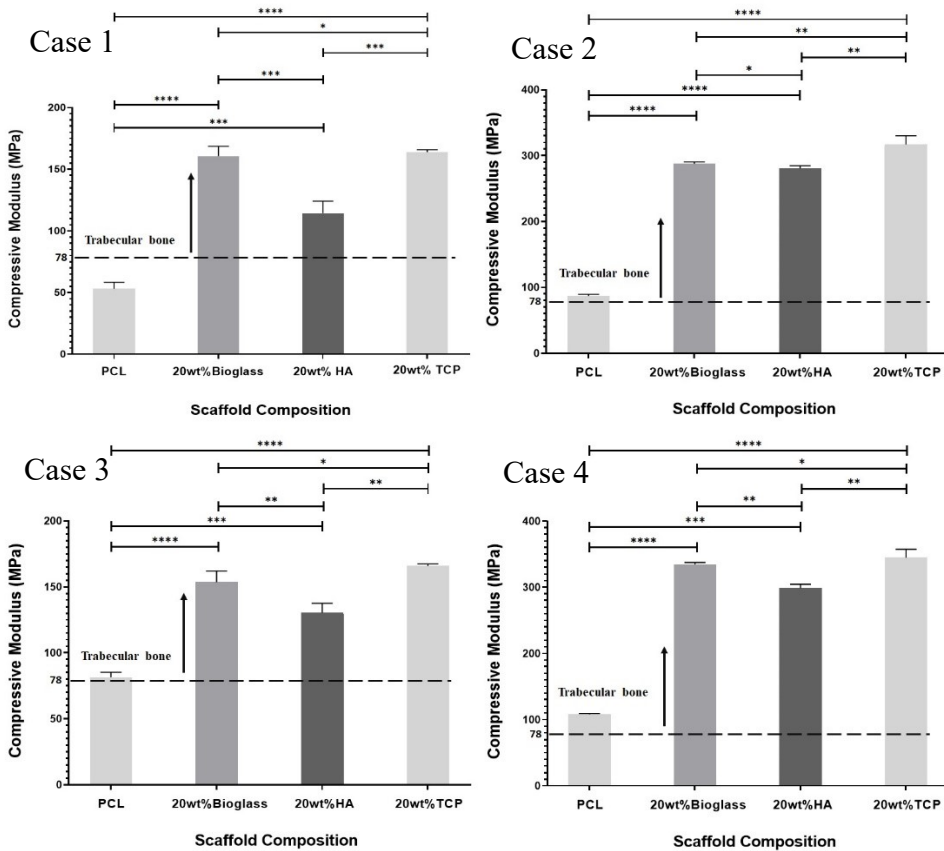 Case 1
****
*
***
***
****
***
Compressive Modulus (MPa)
200
150
100
78
50
0
Trabecular bone
PCL
20wt%Bioglass
20wt% HA
20wt% TCP
Scaffold Composition
Case 2
****
**
**
*
****
****
Compressive Modulus (MPa)
400
300
200
100
78
0
Trabecular bone
PCL
20wt%Bioglass
20wt%HA
20wt%TCP
Scaffold Composition
Case 3
****
*
**
**
***
****
Compressive Modulus (MPa)
200
150
100
78
50
0
Trabecular bone
PCL
20wt%Bioglass
20wt%HA
20wt%TCP
Scaffold Composition
Case 4
****
*
**
**
***
****
Compressive Modulus (MPa)
400
300
200
100
78
0
Trabecular bone
PCL
20wt%Bioglass
20wt%HA
20wt%TCP
Scaffold Composition